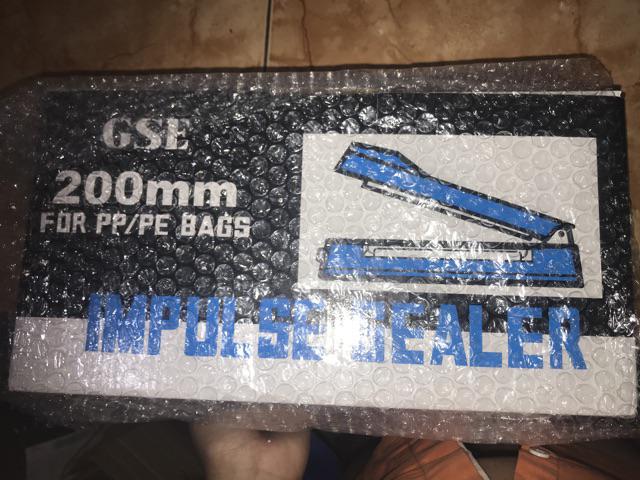 GSE
200mm
FOR PP/PE BAGS
IMPULSE SEALER